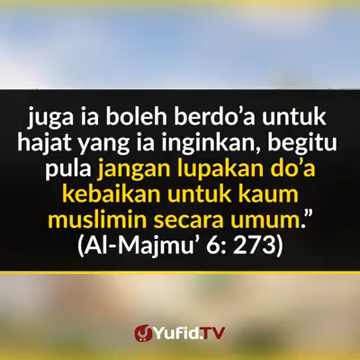 juga ia boleh berdo’a untuk
hajat yang ia inginkan, begitu
pula jangan lupakan do’a
kebaikan untuk kaum
muslimin secara umum.”
(Al-Majmu’ 6: 273)
Yufid.TV